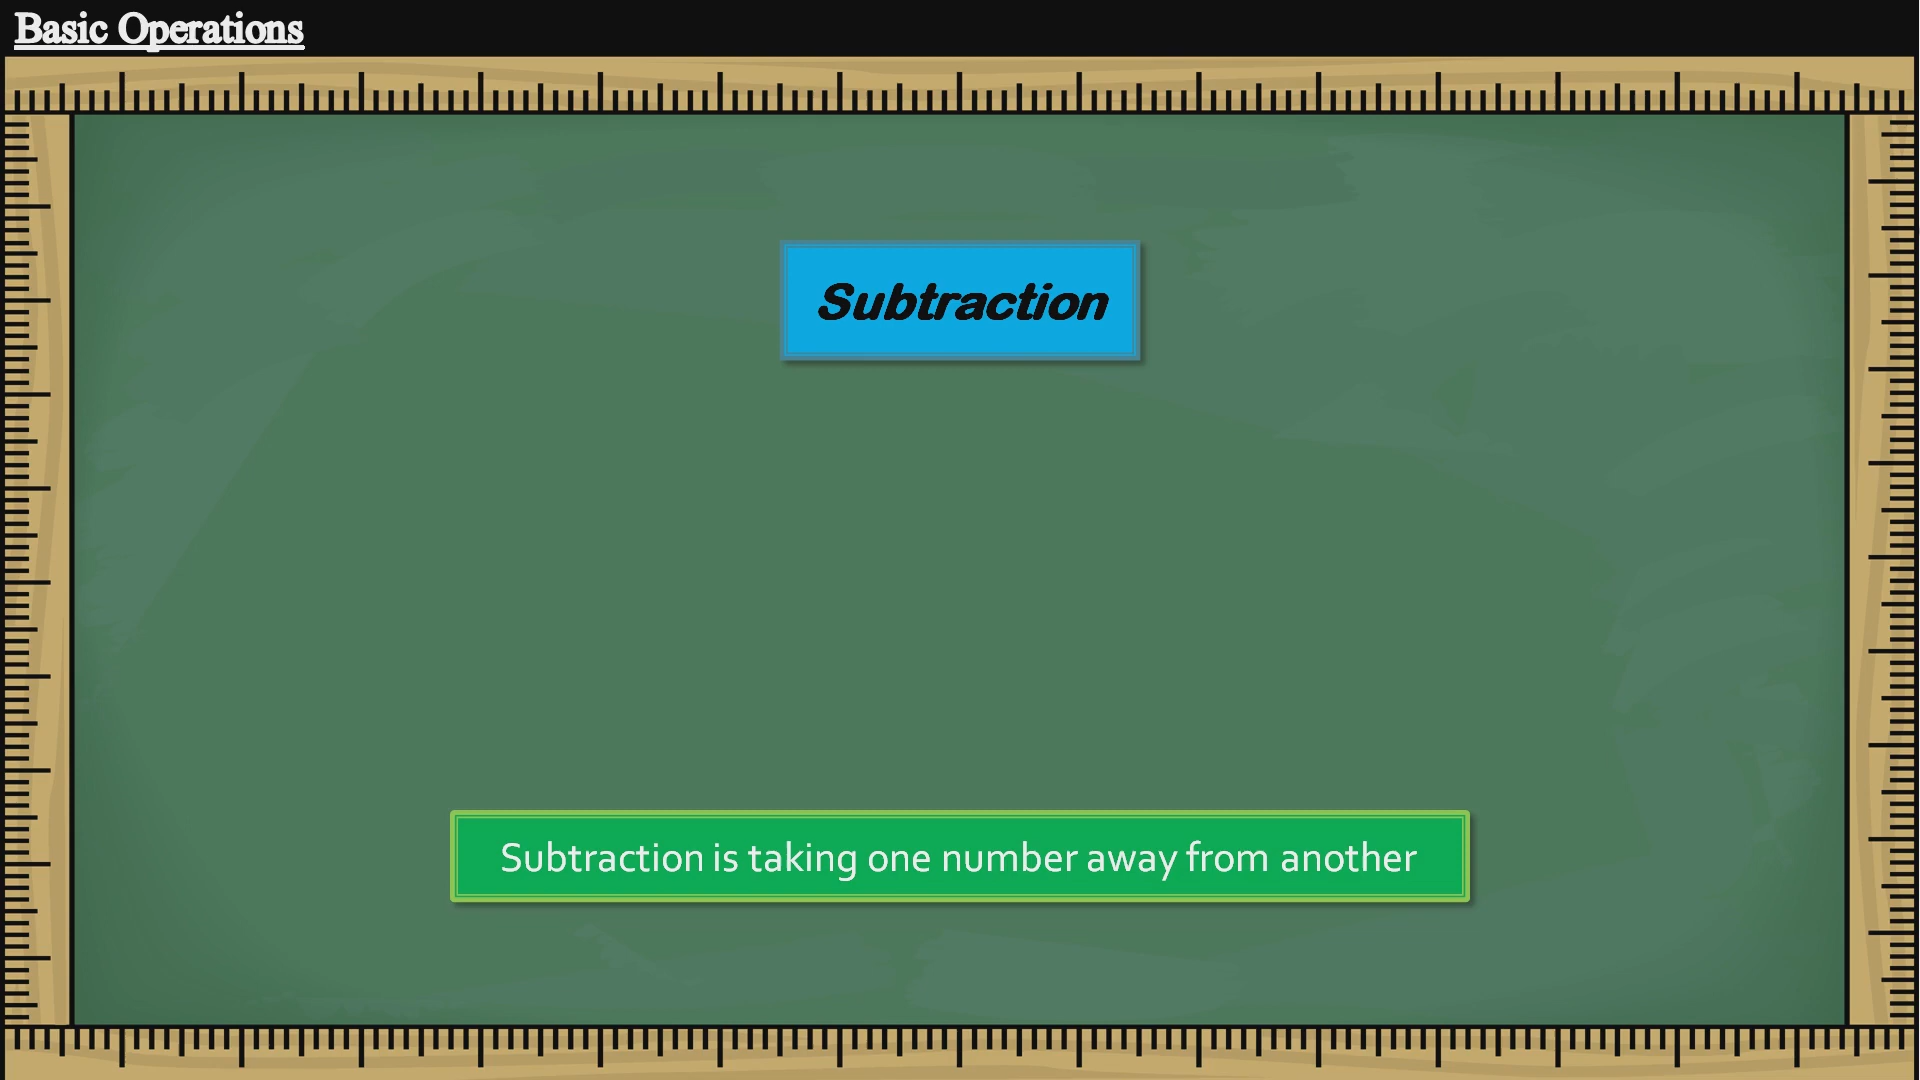 Basic Operations
Subtraction
Subtraction is taking one number away from another